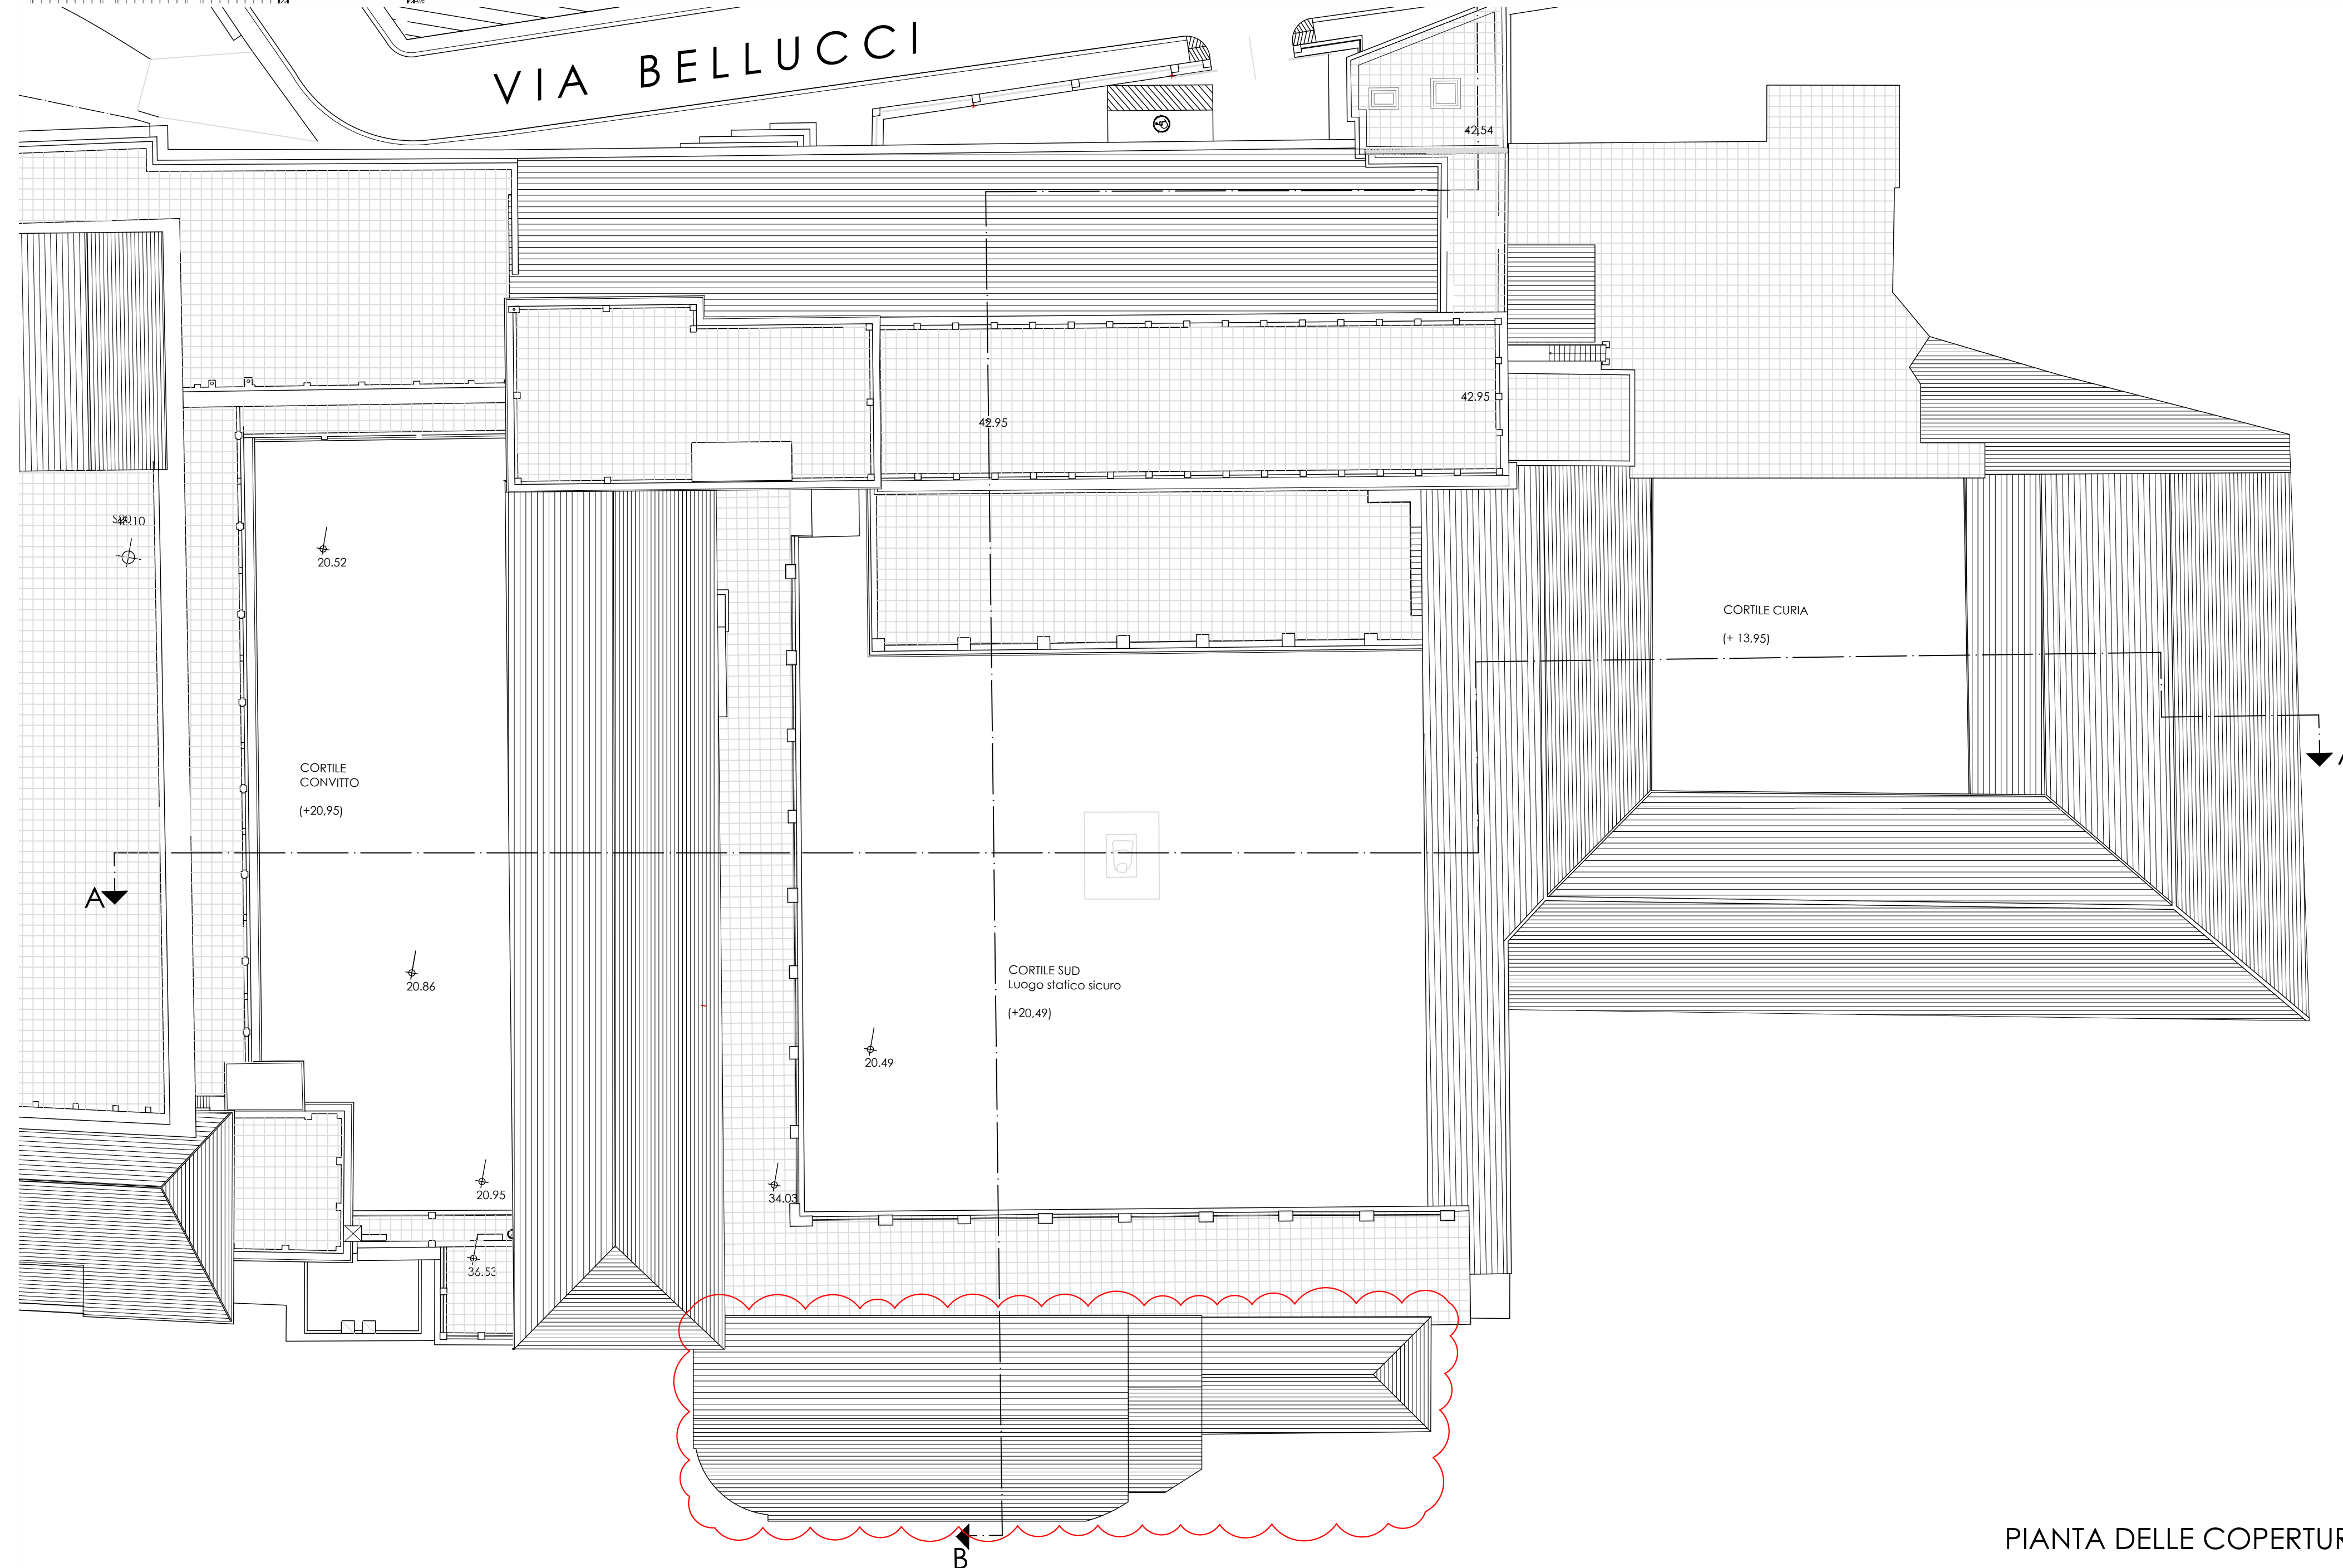 VIA BELLUCCI
42.54
42.95
42.95
20.52
CORTILE CURIA
(+ 13,95)
CORTILE
CONVITTO
(+20,95)
A
A
20.86
CORTILE SUD
Luogo statico sicuro
(+20,49)
20.49
20.95
34.03
36.53
B
PIANTA DELLE COPERTUR